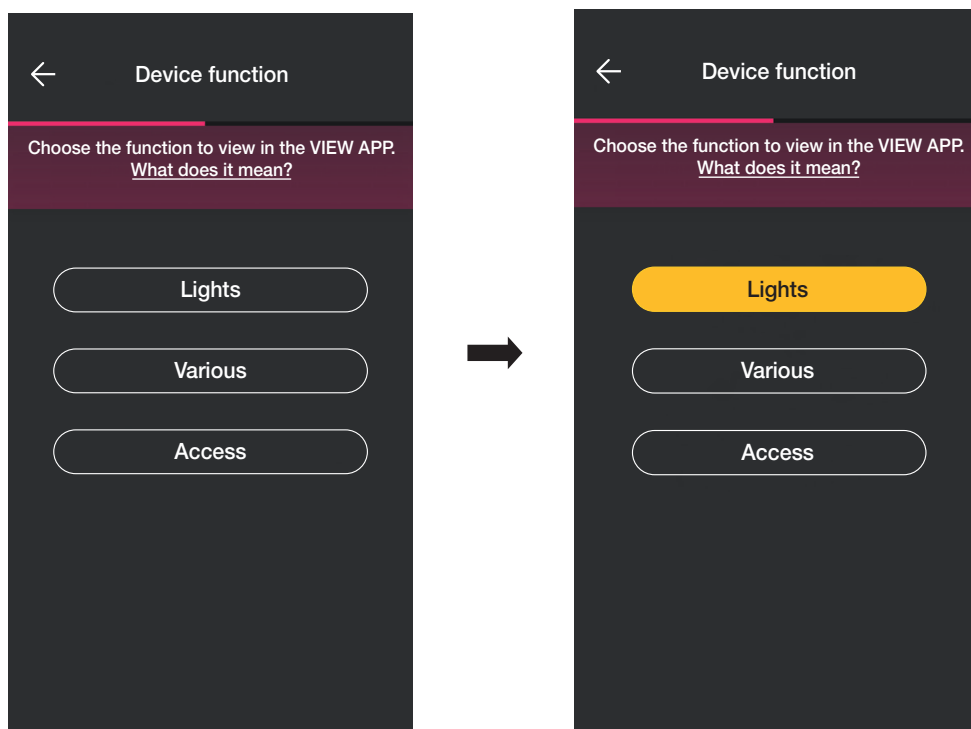 Device function
Choose the function to view in the VIEW APP.
What does it mean?
Lights
Various
Access
Device function
Choose the function to view in the VIEW APP.
What does it mean?
Lights
Various
Access